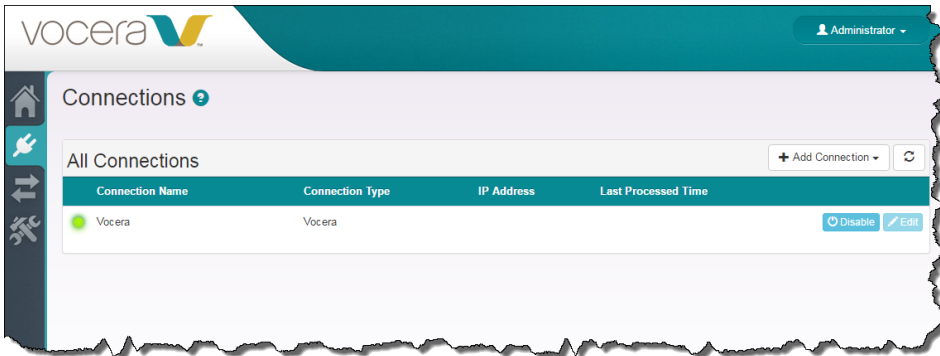 vocera
Administrator
Connections ?
All Connections
+ Add Connection
Connection Name Connection Type IP Address Last Processed Time
Vocera Vocera Disable Edit